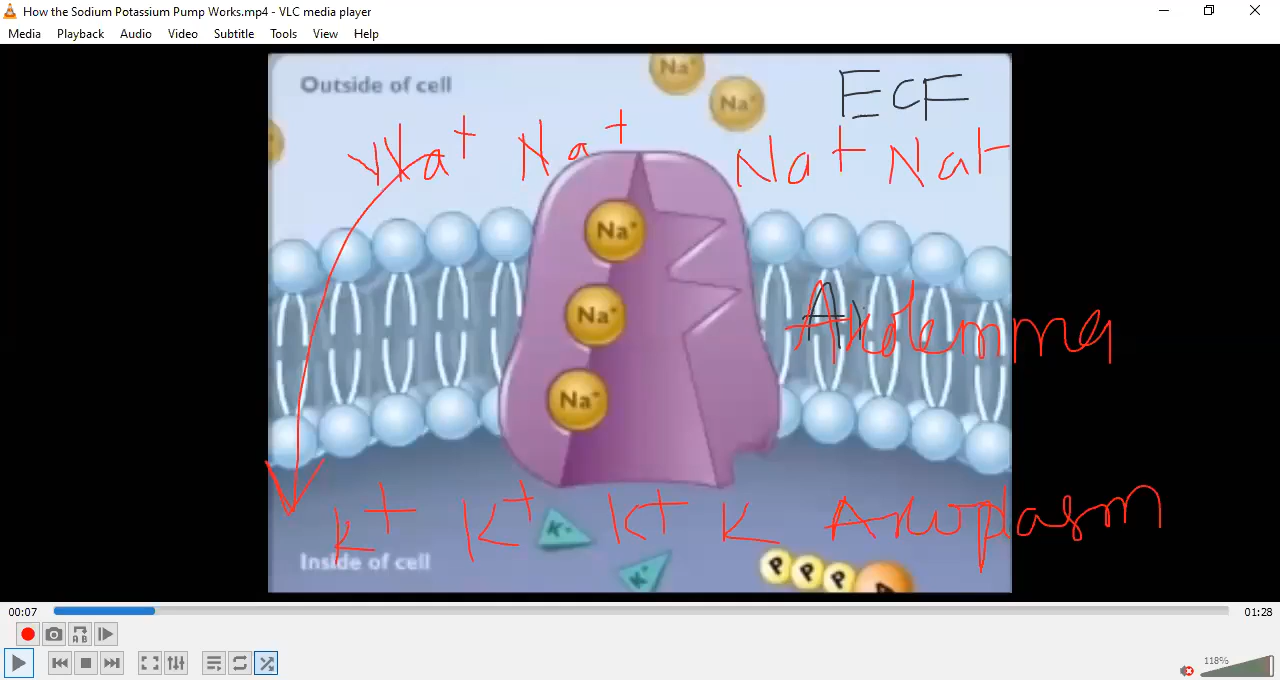 How the Sodium Potassium Pump Works.mp4 - VLC media player
Media Playback Audio Video Subtitle Tools View Help
Outside of cell
Na⁺
Na⁺
ECF
Na⁺ Na⁺ Na⁺
Na⁺
Na⁺
Na⁺
Axolemma
K⁺ K⁺ K⁺ K Axoplasm
K⁺
K⁺
Inside of cell
P P P A
00:07 01:28
A B
118%